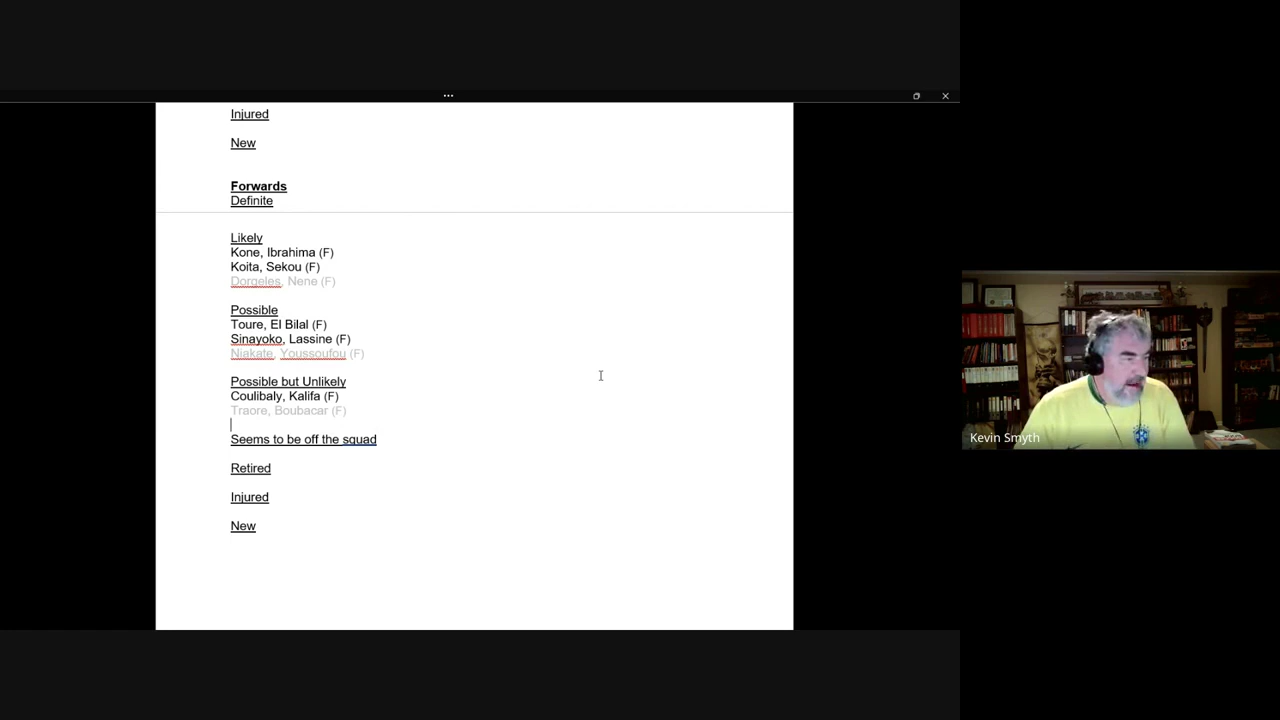 Injured
New
Forwards
Definite
Likely
Kone, Ibrahima (F)
Koita, Sekou (F)
Dorgeles, Nene (F)
Possible
Toure, El Bilal (F)
Sinayoko, Lassine (F)
Niakate, Youssoufou (F)
Possible but Unlikely
Coulibaly, Kalifa (F)
Traore, Boubacar (F)
Seems to be off the squad
Retired
Injured
New
Kevin Smyth